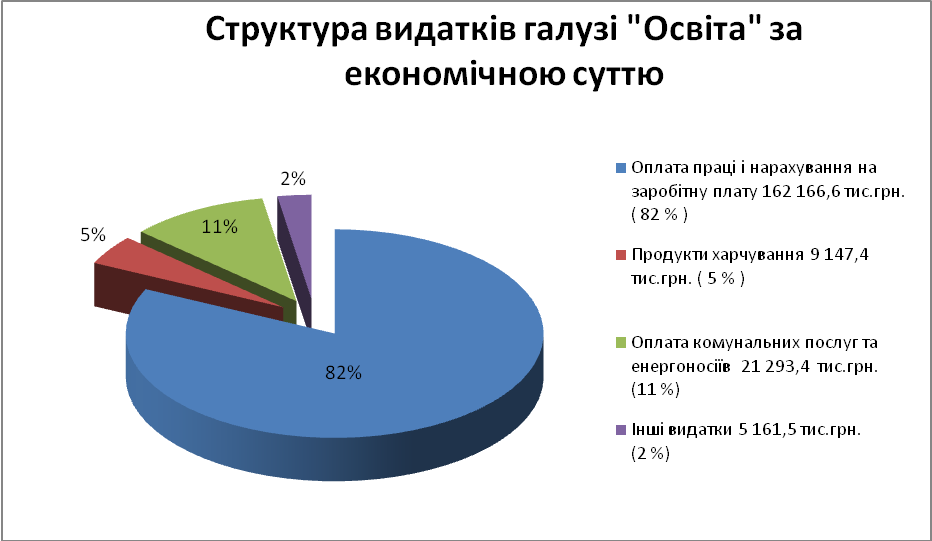 Структура видатків галузі "Освіта" за
економічною суттю
2%
11%
5%
82%
Оплата праці і нарахування на
заробітну плату 162 166,6 тис.грн.
( 82 % )
Продукти харчування 9 147,4
тис.грн. ( 5 % )
Оплата комунальних послуг та
енергоносіїв 21 293,4 тис.грн.
(11 %)
Інші видатки 5 161,5 тис.грн.
(2 %)